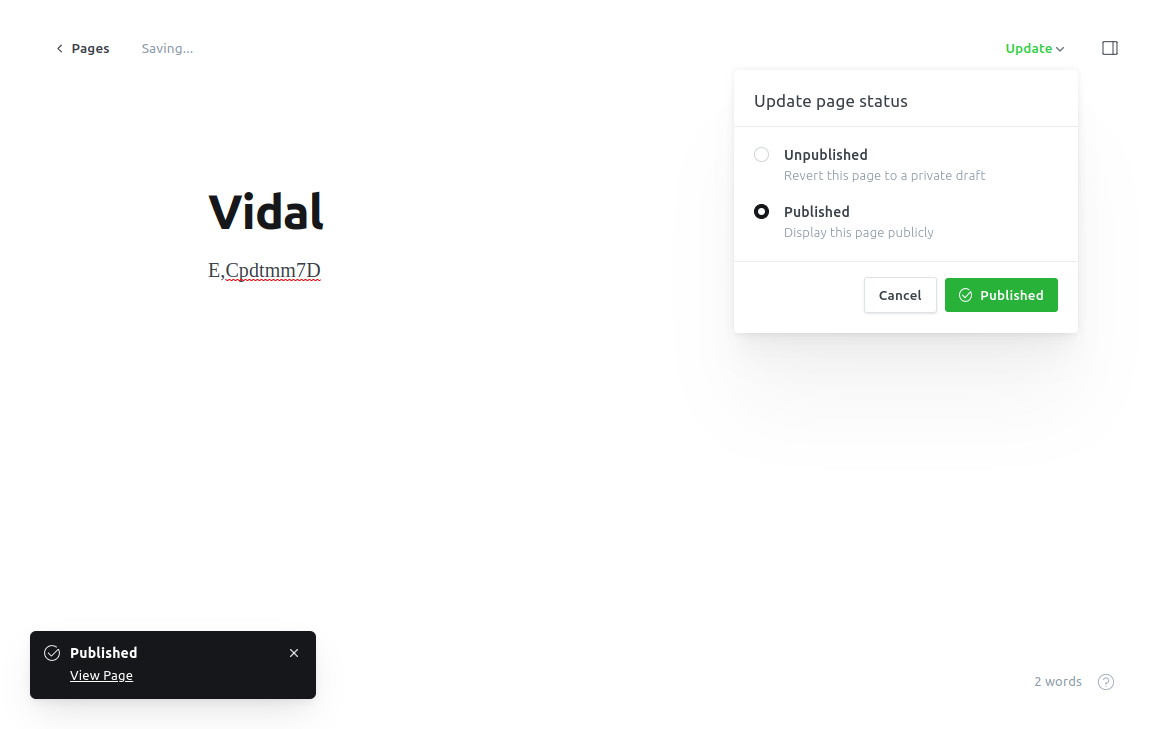 Pages
Saving...
Update
Update page status
Unpublished
Revert this page to a private draft
Published
Display this page publicly
Cancel
Published
Vidal
E,Cpdtmm7D
Published
View Page
2 words